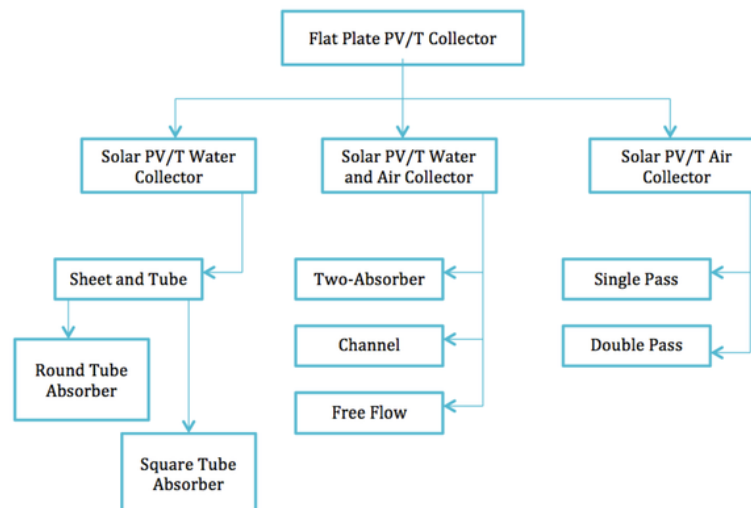 Flat Plate PV/T Collector
Solar PV/T Water
Collector
Solar PV/T Water
and Air Collector
Solar PV/T Air
Collector
Sheet and Tube
Two-Absorber
Single Pass
Round Tube
Absorber
Channel
Double Pass
Free Flow
Square Tube
Absorber